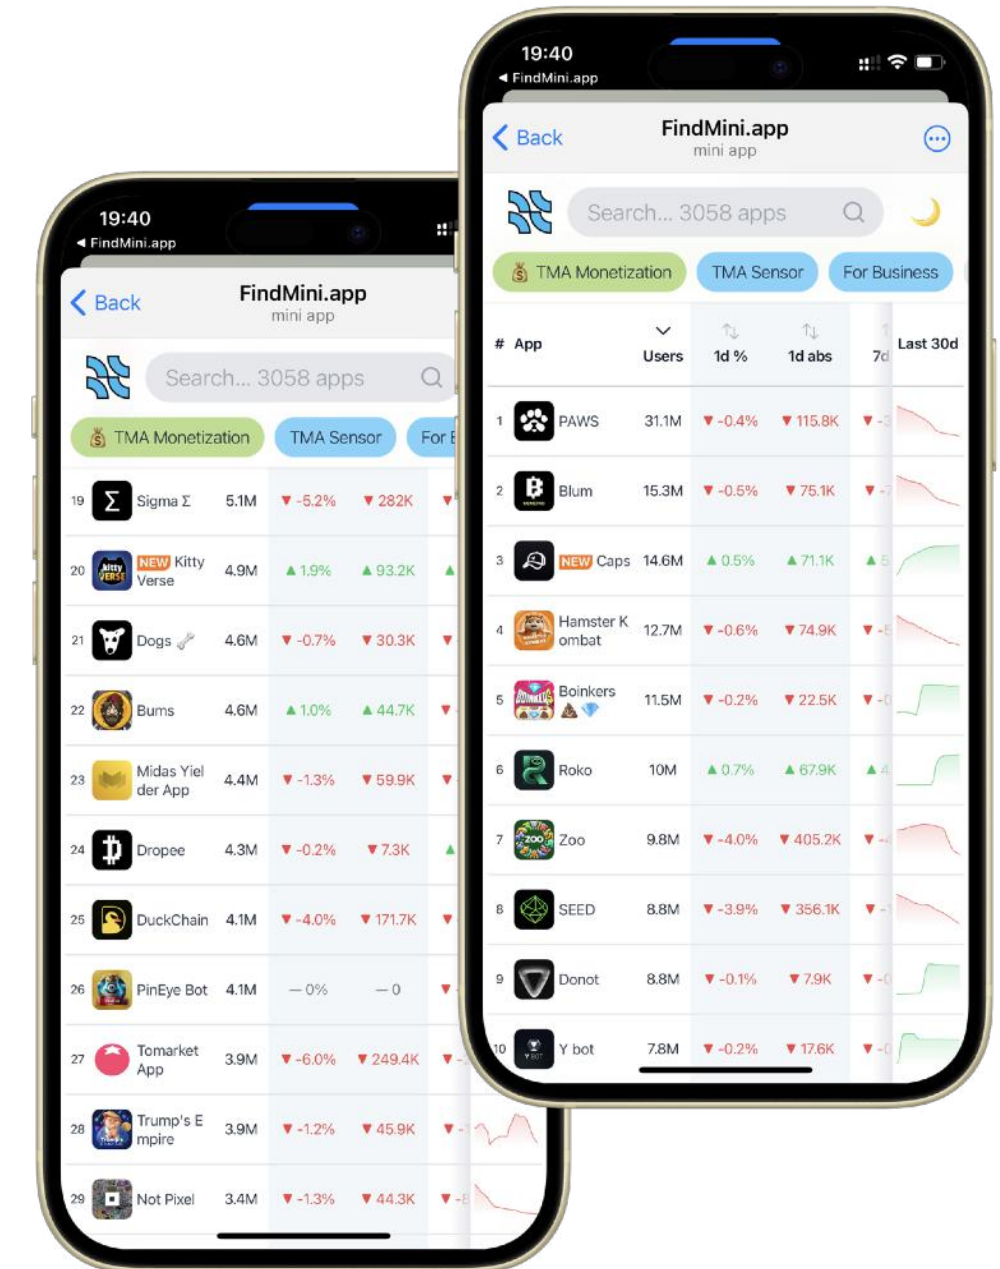 19:40
◀ FindMini.app
Back
FindMini.app
mini app
Search... 3058 apps
TMA Monetization
TMA Sensor
For B
19 Sigma Σ 5.1M ▼ -5.2% ▼ 282K ▼
20 NEW Kitty Verse 4.9M ▲ 1.9% ▲ 93.2K ▲
21 Dogs 🦴 4.6M ▼ -0.7% ▼ 30.3K ▼
22 Bums 4.6M ▲ 1.0% ▲ 44.7K ▼
23 Midas Yiel
der App 4.4M ▼ -1.3% ▼ 59.9K ▼
24 Dropee 4.3M ▼ -0.2% ▼ 7.3K ▲
25 DuckChain 4.1M ▼ -4.0% ▼ 171.7K ▼
26 PinEye Bot 4.1M — 0% — 0 ▼
27 Tomarket
App 3.9M ▼ -6.0% ▼ 249.4K ▼ -
28 Trump's E
mpire 3.9M ▼ -1.2% ▼ 45.9K ▼ -
29 Not Pixel 3.4M ▼ -1.3% ▼ 44.3K ▼ -8
19:40
◀ FindMini.app
Back
FindMini.app
mini app
Search... 3058 apps
TMA Monetization
TMA Sensor
For Business
# App Users 1d % 1d abs 7d Last 30d
1 PAWS 31.1M ▼ -0.4% ▼ 115.8K ▼ -3
2 Blum 15.3M ▼ -0.5% ▼ 75.1K ▼ -7
3 NEW Caps 14.6M ▲ 0.5% ▲ 71.1K ▲ 5
4 Hamster K
ombat 12.7M ▼ -0.6% ▼ 74.9K ▼ -
5 Boinkers
💩💎 11.5M ▼ -0.2% ▼ 22.5K ▼ -0
6 Roko 10M ▲ 0.7% ▲ 67.9K ▲ 4
7 Zoo 9.8M ▼ -4.0% ▼ 405.2K ▼ -4
8 SEED 8.8M ▼ -3.9% ▼ 356.1K ▼ -1
9 Donot 8.8M ▼ -0.1% ▼ 7.9K ▼ -0
10 Y bot 7.8M ▼ -0.2% ▼ 17.6K ▼ -0